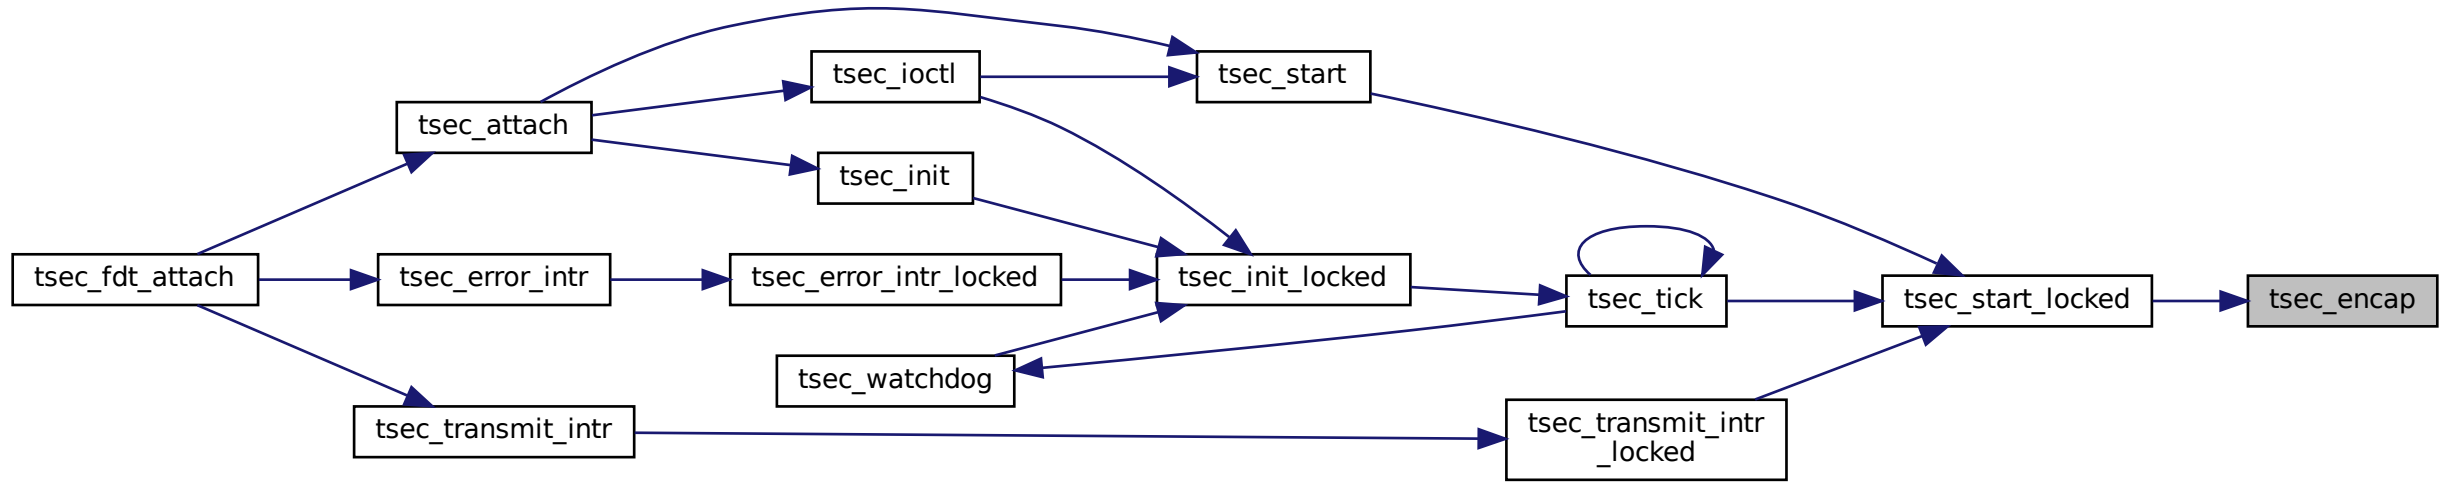 tsec_ioctl
tsec_start
tsec_attach
tsec_init
tsec_fdt_attach
tsec_error_intr
tsec_error_intr_locked
tsec_init_locked
tsec_tick
tsec_start_locked
tsec_encap
tsec_watchdog
tsec_transmit_intr
tsec_transmit_intr
_locked